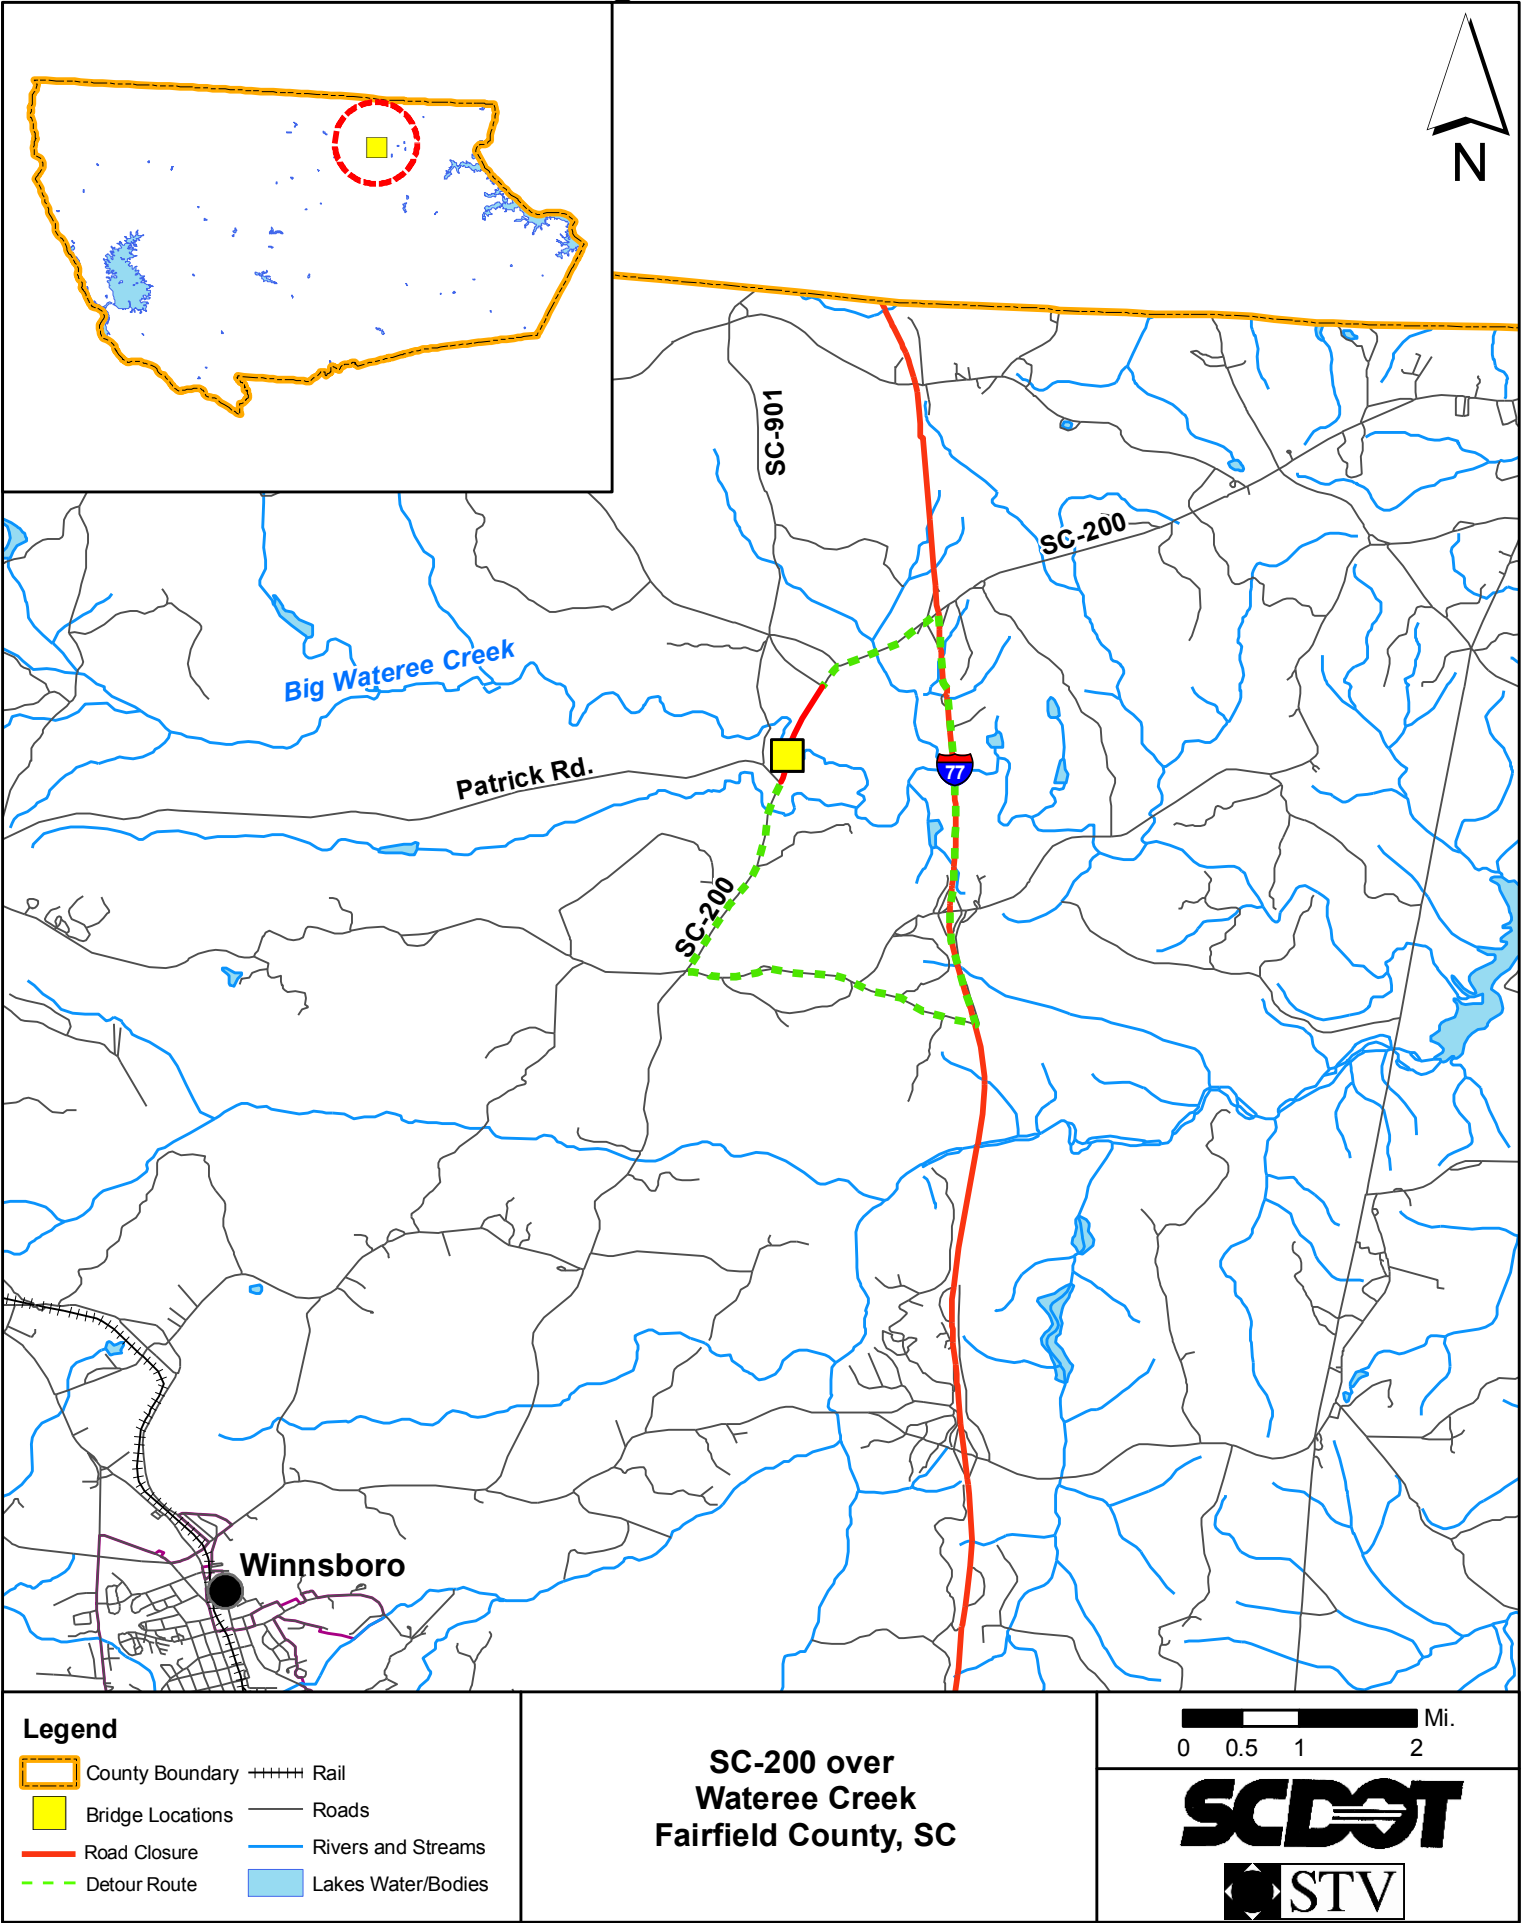 N
SC-901
SC-200
Big Wateree Creek
Patrick Rd.
77
SC-200
Winnsboro
Legend
County Boundary
Bridge Locations
Road Closure
Detour Route
Rail
Roads
Rivers and Streams
Lakes Water/Bodies
SC-200 over
Wateree Creek
Fairfield County, SC
Mi.
0 0.5 1 2
SCDOT
STV